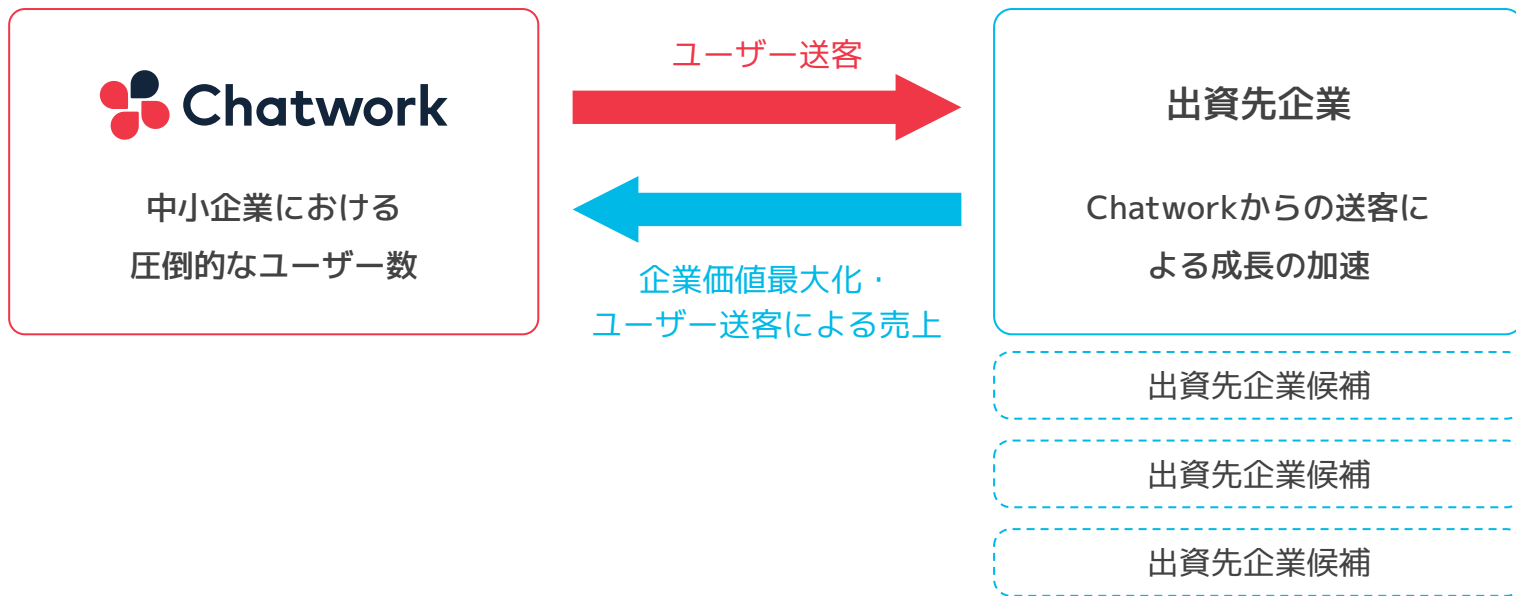 Chatwork
中小企業における
圧倒的なユーザー数
ユーザー送客
企業価値最大化・
ユーザー送客による売上
出資先企業
Chatworkからの送客に
よる成長の加速
出資先企業候補
出資先企業候補
出資先企業候補